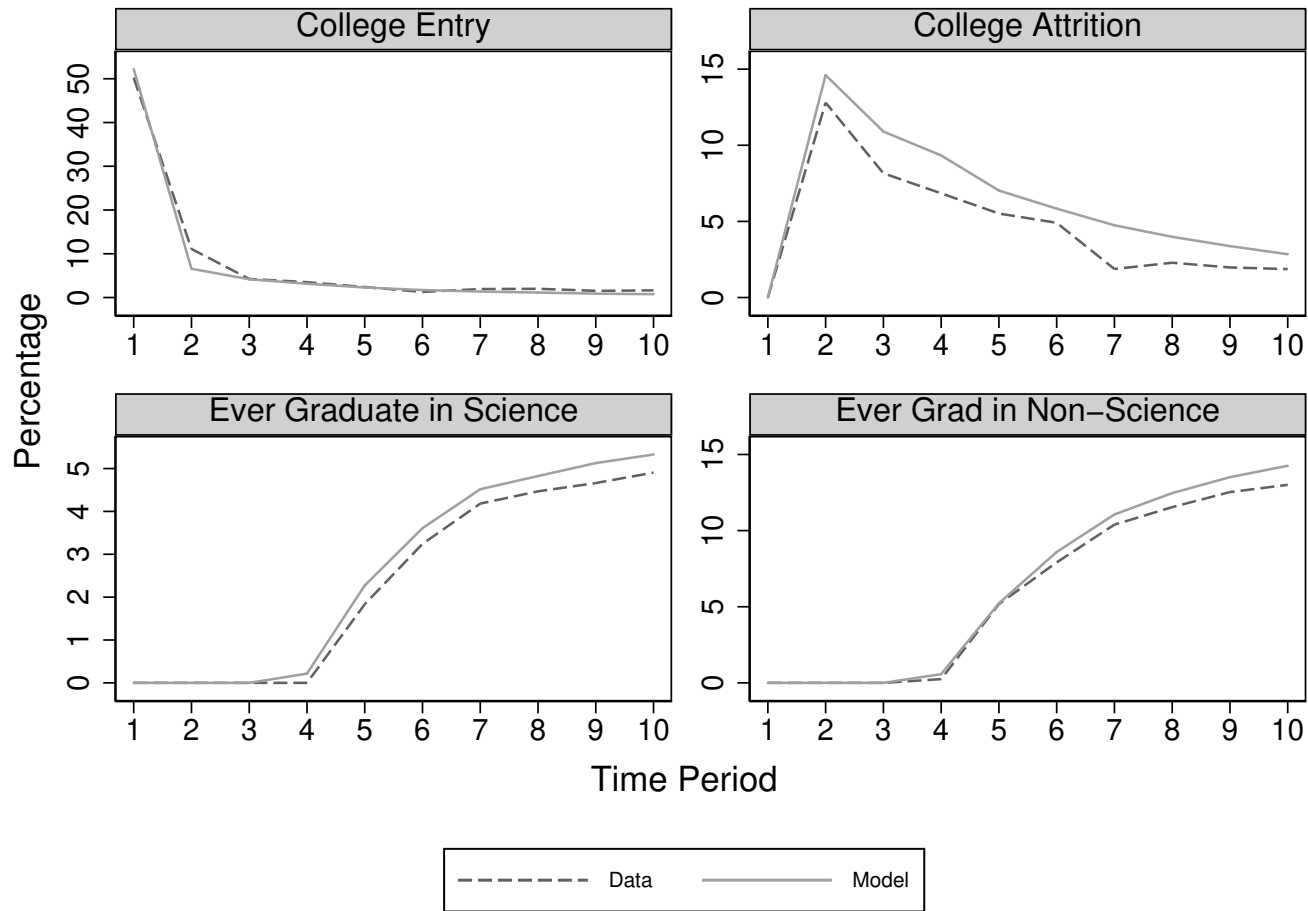 College Entry
College Attrition
50
40
30
20
10
0
1 2 3 4 5 6 7 8 9 10
15
10
5
0
1 2 3 4 5 6 7 8 9 10
Percentage
Ever Graduate in Science
Ever Grad in Non−Science
5
4
3
2
1
0
1 2 3 4 5 6 7 8 9 10
15
10
5
0
1 2 3 4 5 6 7 8 9 10
Time Period
Data
Model